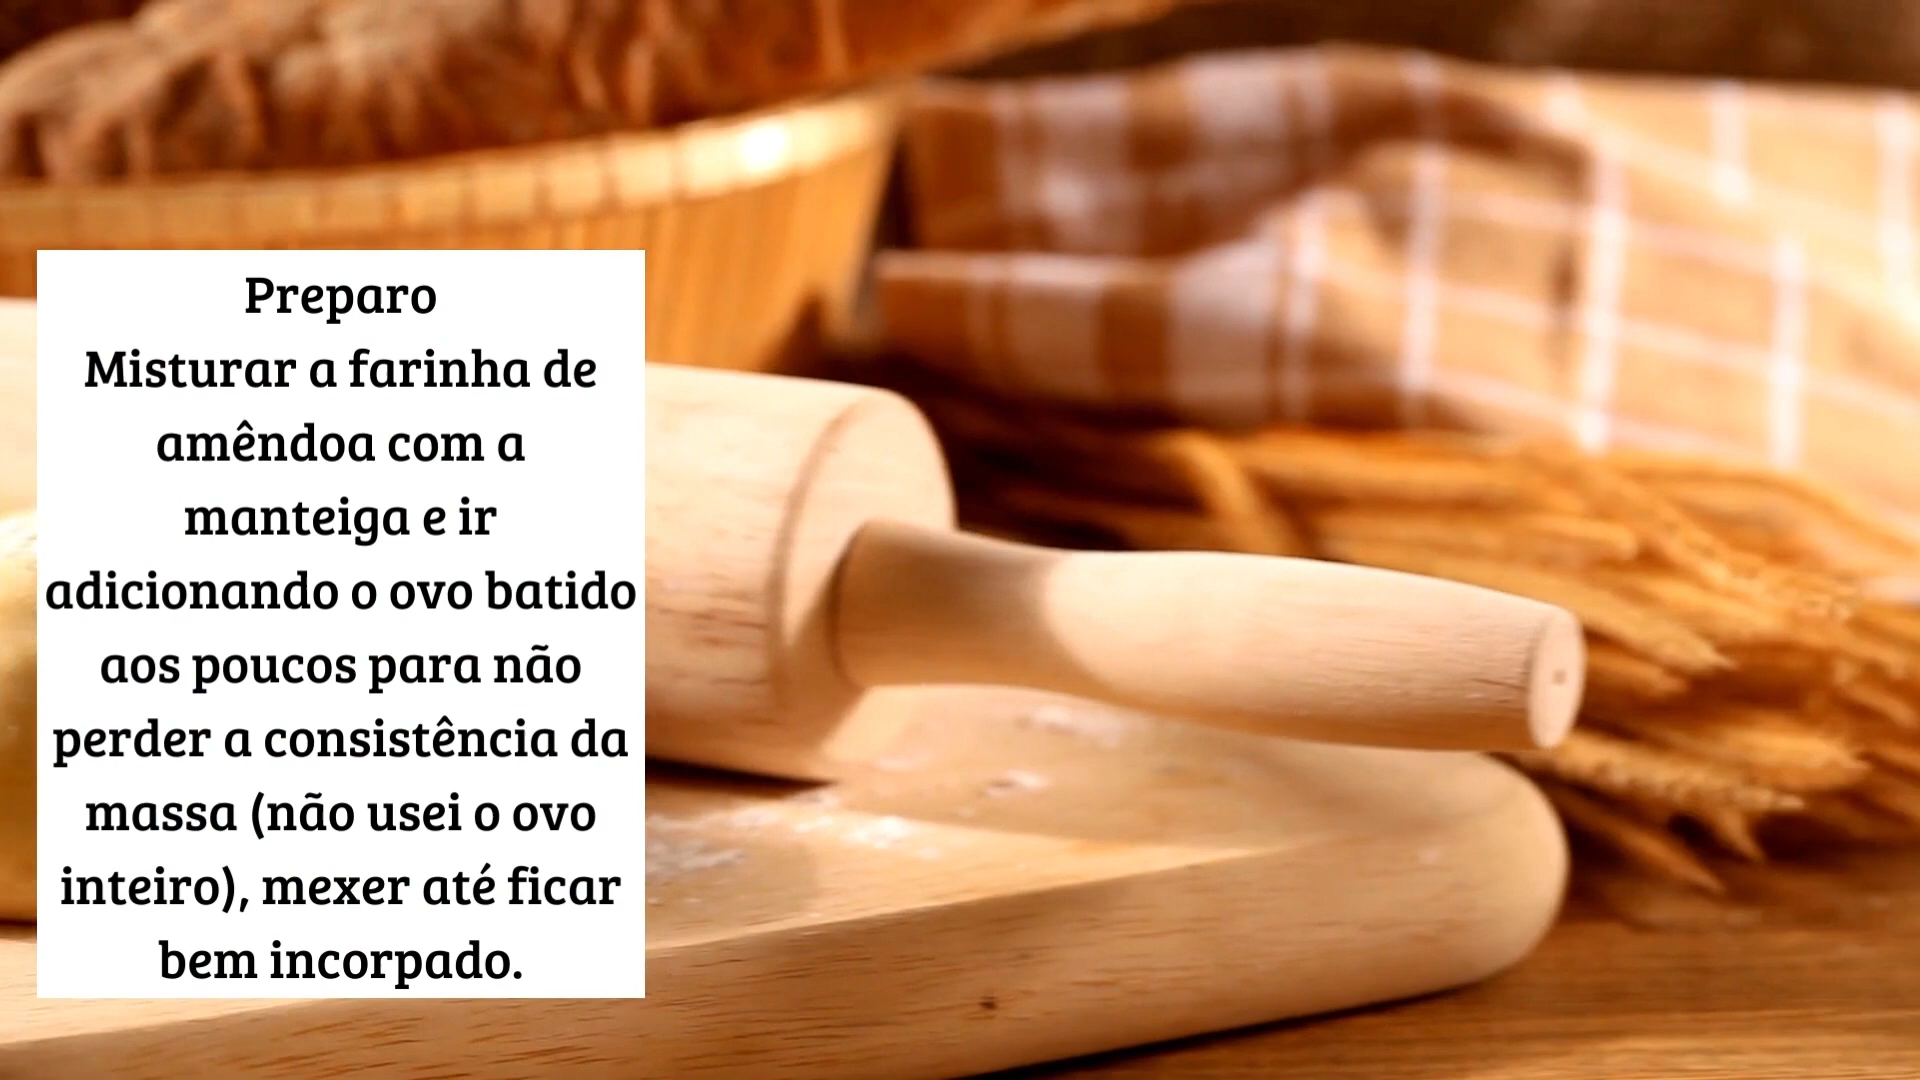 Preparo
Misturar a farinha de
amêndoa com a
manteiga e ir
adicionando o ovo batido
aos poucos para não
perder a consistência da
massa (não usei o ovo
inteiro), mexer até ficar
bem incorpado.